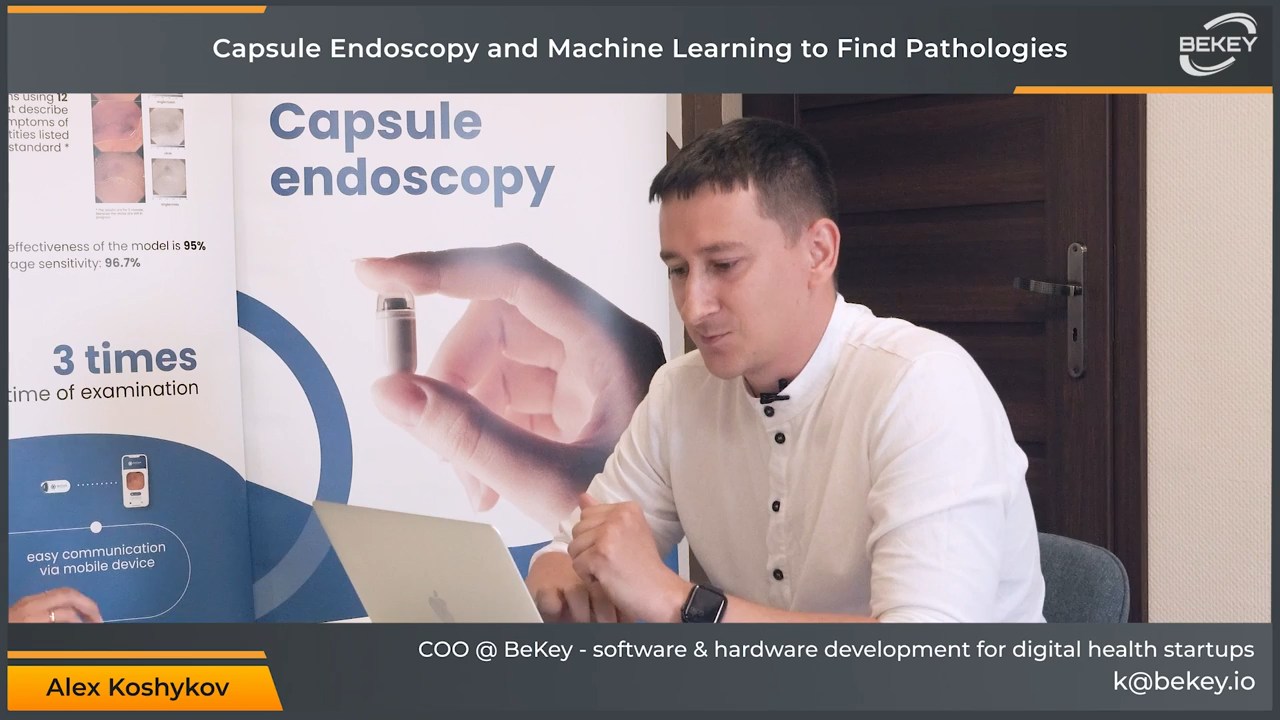 Capsule Endoscopy and Machine Learning to Find Pathologies
BEKEY
ns using 12
t describe
mptoms of
tities listed
standard *
effectiveness of the model is 95%
rage sensitivity: 96.7%
3 times
time of examination
easy communication
via mobile device
Capsule
endoscopy
COO @ BeKey - software & hardware development for digital health startups
k@bekey.io
Alex Koshykov